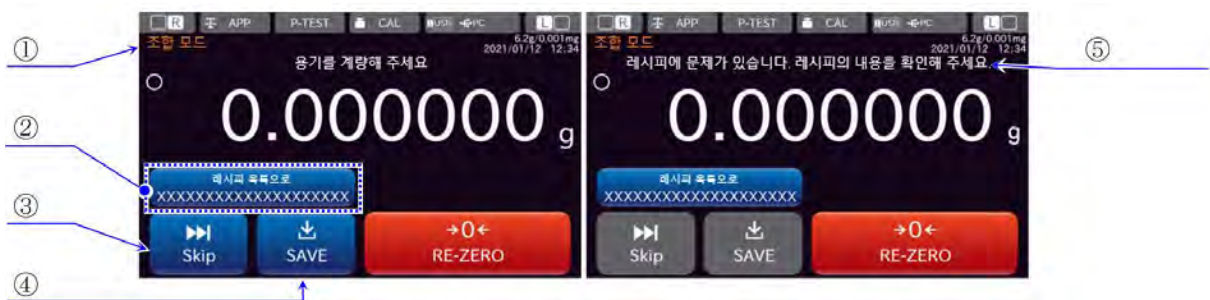 ①
②
③
④
R APP P-TEST CAL USB PC L
조합 모드
6.2g/0.001mg
2021/01/12 12:34
용기를 계량해 주세요
0.000000 g
레시피 목록으로
XXXXXXXXXXXXXXXXXXX
Skip
SAVE
→0←
RE-ZERO
R APP P-TEST CAL USB PC L
조합 모드
6.2g/0.001mg
2021/01/12 12:34
레시피에 문제가 있습니다. 레시피의 내용을 확인해 주세요.
0.000000 g
레시피 목록으로
XXXXXXXXXXXXXXXXXXX
Skip
SAVE
→0←
RE-ZERO
⑤